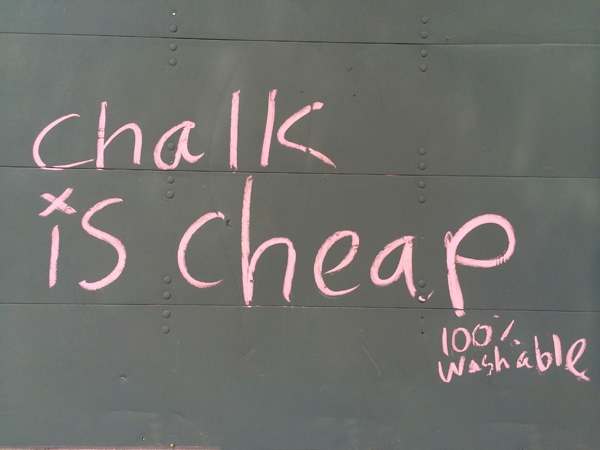 chalk
is cheap
100%
washable